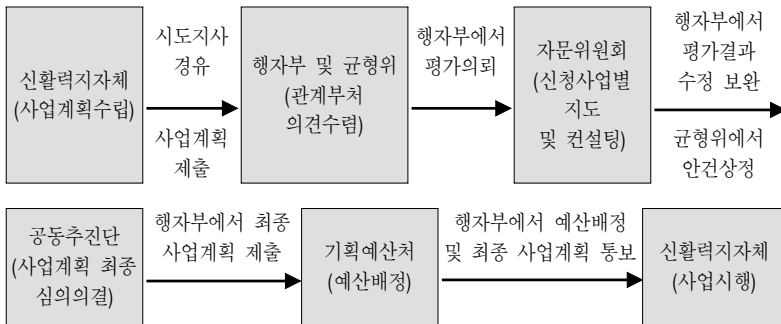 신활력지자체
(사업계획수립)
시도지사
경유
사업계획
제출
행자부 및 균형위
(관계부처
의견수렴)
행자부에서
평가의뢰
자문위원회
(신청사업별
지도
및 컨설팅)
행자부에서
평가결과
수정 보완
균형위에서
안건상정
공동추진단
(사업계획 최종
심의의결)
행자부에서 최종
사업계획 제출
기획예산처
(예산배정)
행자부에서 예산배정
및 최종 사업계획 통보
신활력지자체
(사업시행)